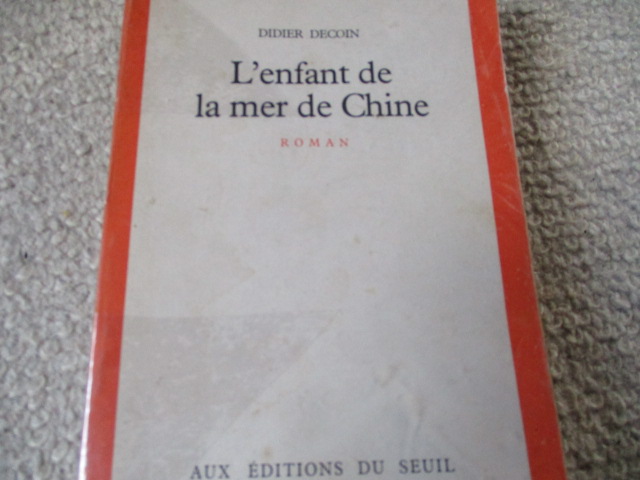 DIDIER DECOIN
L'enfant de
la mer de Chine
ROMAN
AUX ÉDITIONS DU SEUIL